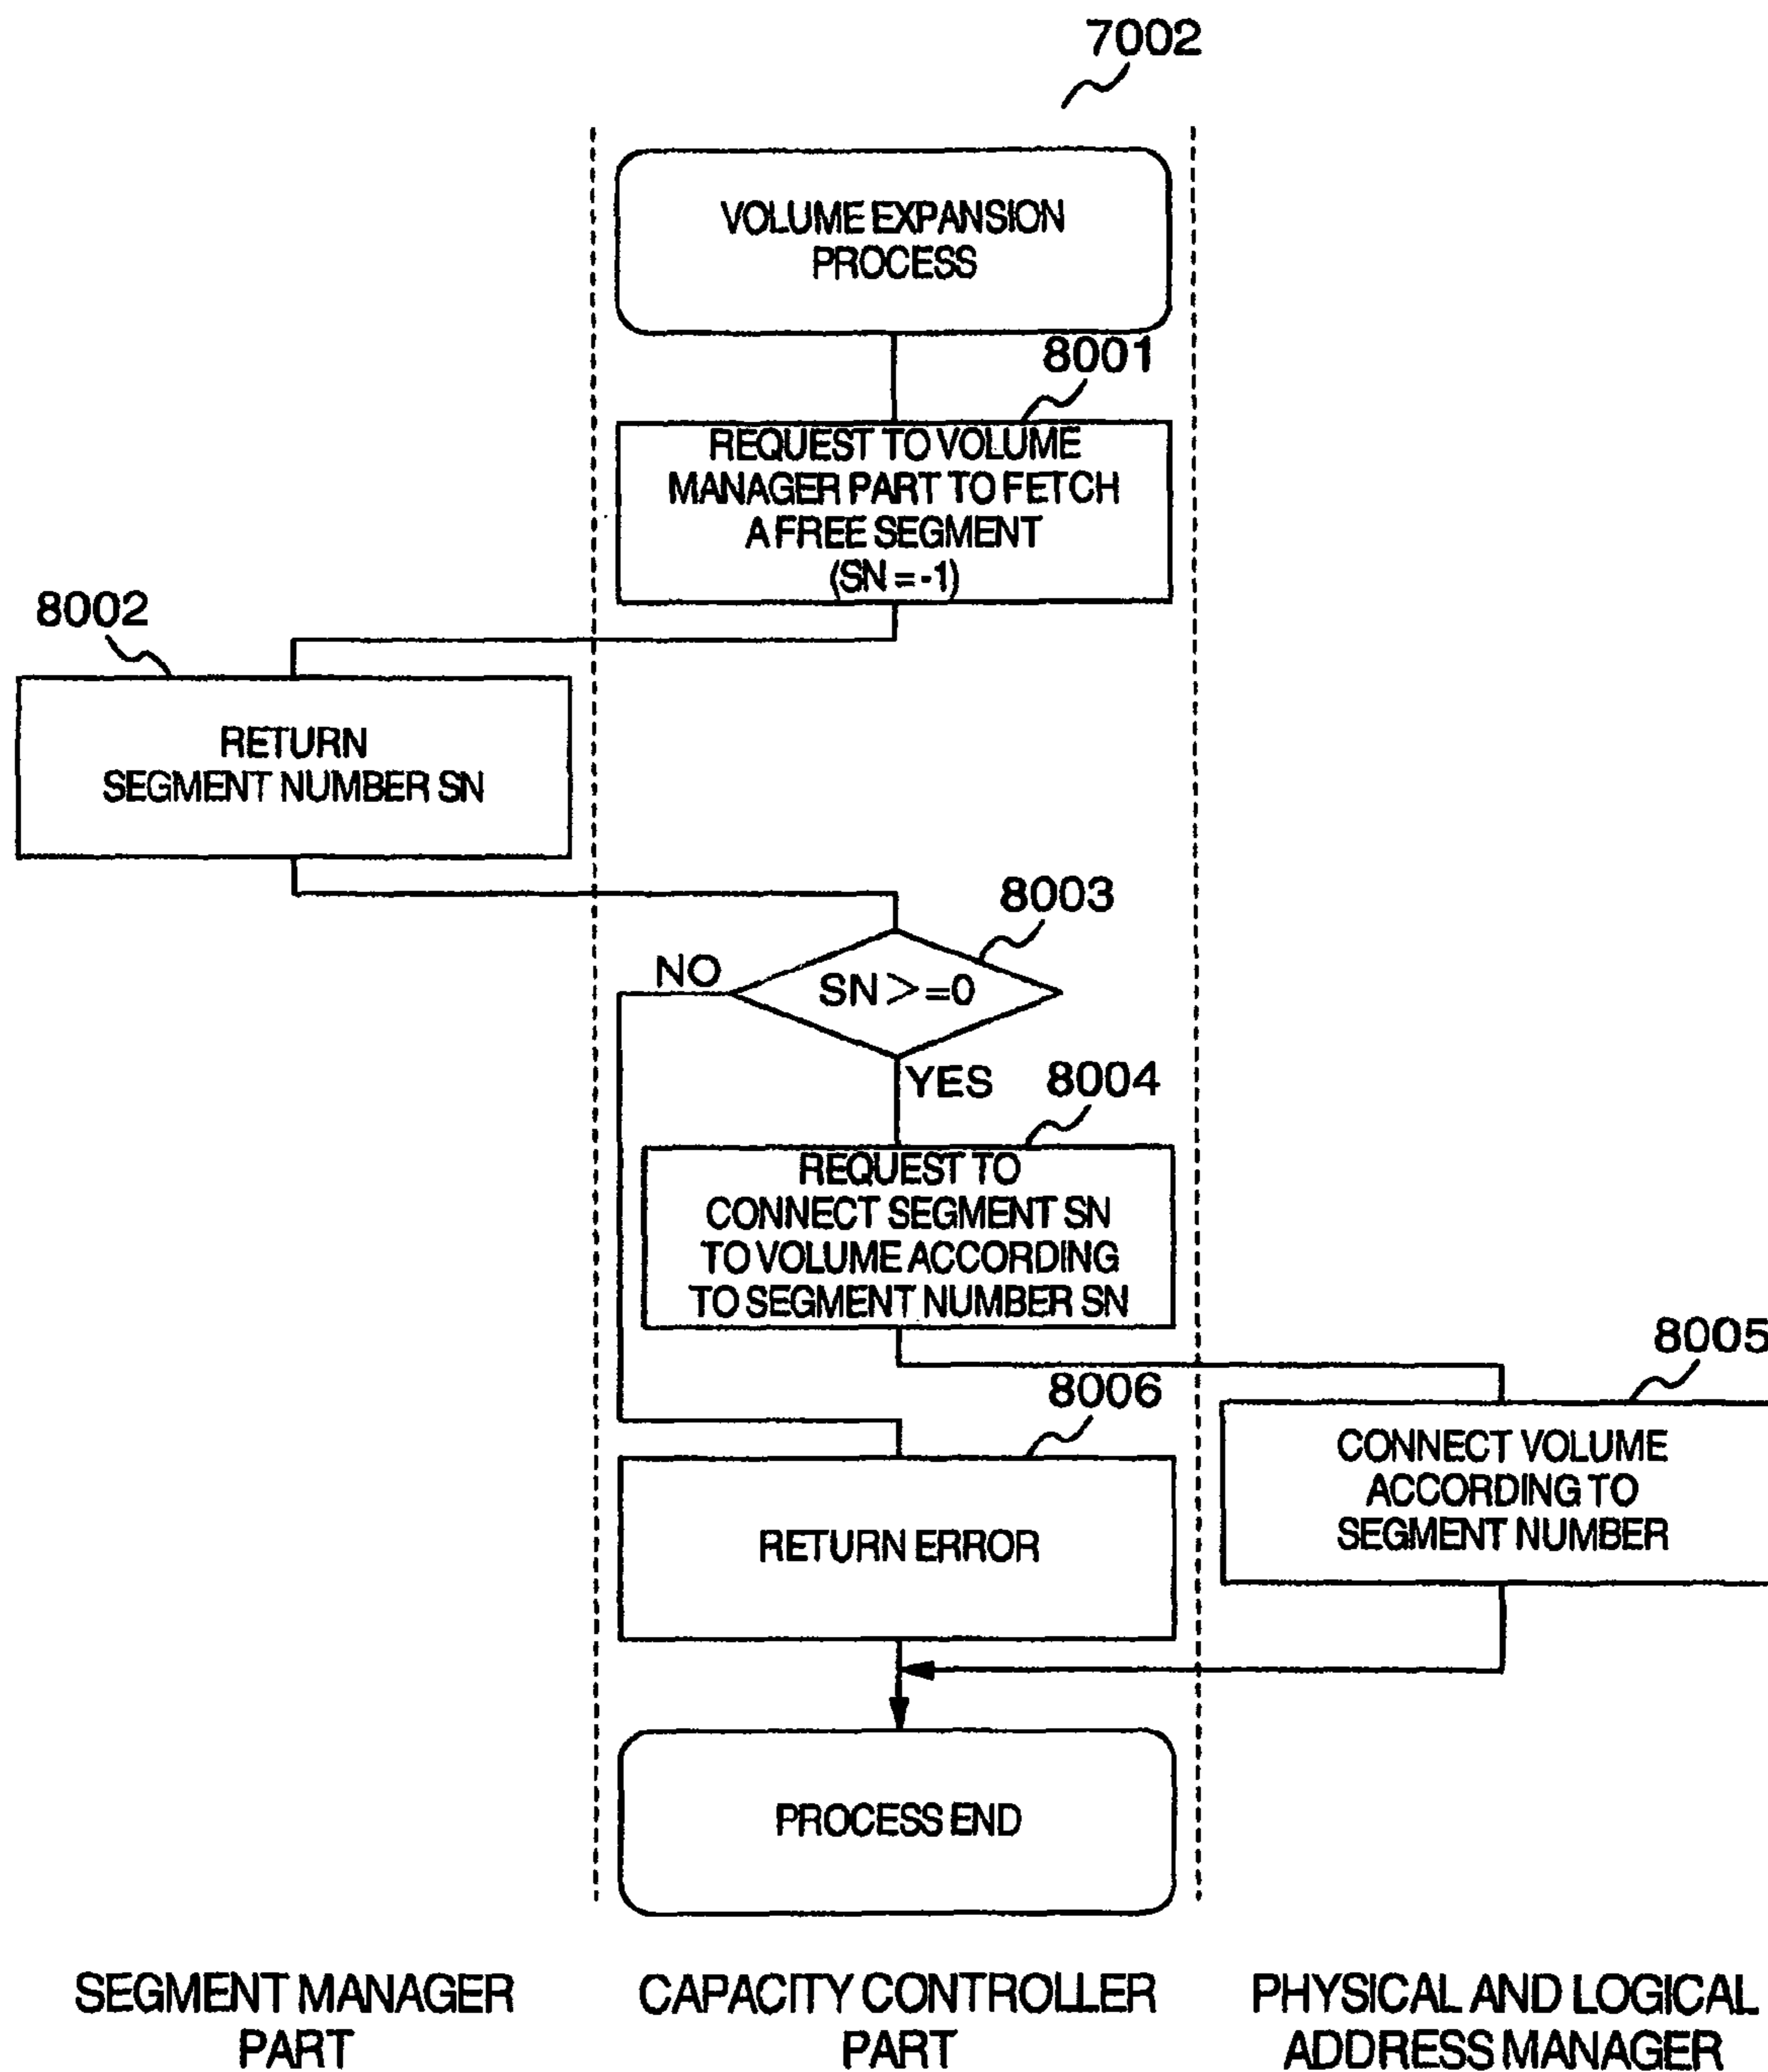 7002
VOLUME EXPANSION
PROCESS
8001
REQUEST TO VOLUME
MANAGER PART TO FETCH
A FREE SEGMENT
(SN = -1)
8002
RETURN
SEGMENT NUMBER SN
8003
NO
SN >=0
YES
8004
REQUEST TO
CONNECT SEGMENT SN
TO VOLUME ACCORDING
TO SEGMENT NUMBER SN
8005
CONNECT VOLUME
ACCORDING TO
SEGMENT NUMBER
8006
RETURN ERROR
PROCESS END
SEGMENT MANAGER
PART
CAPACITY CONTROLLER
PART
PHYSICAL AND LOGICAL
ADDRESS MANAGER